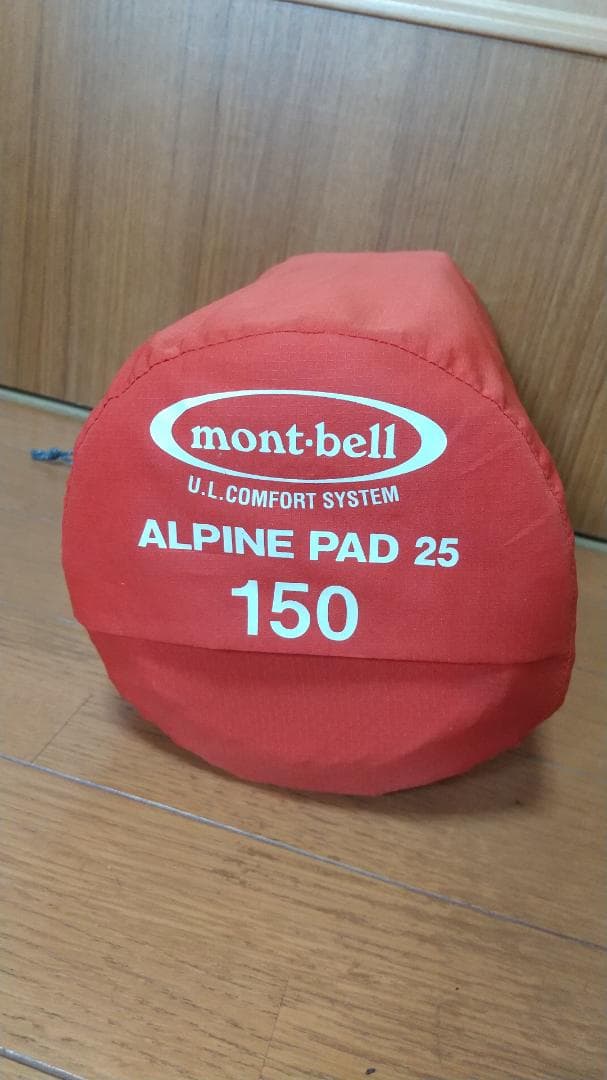 mont-bell
U.L.COMFORT SYSTEM
ALPINE PAD 25
150